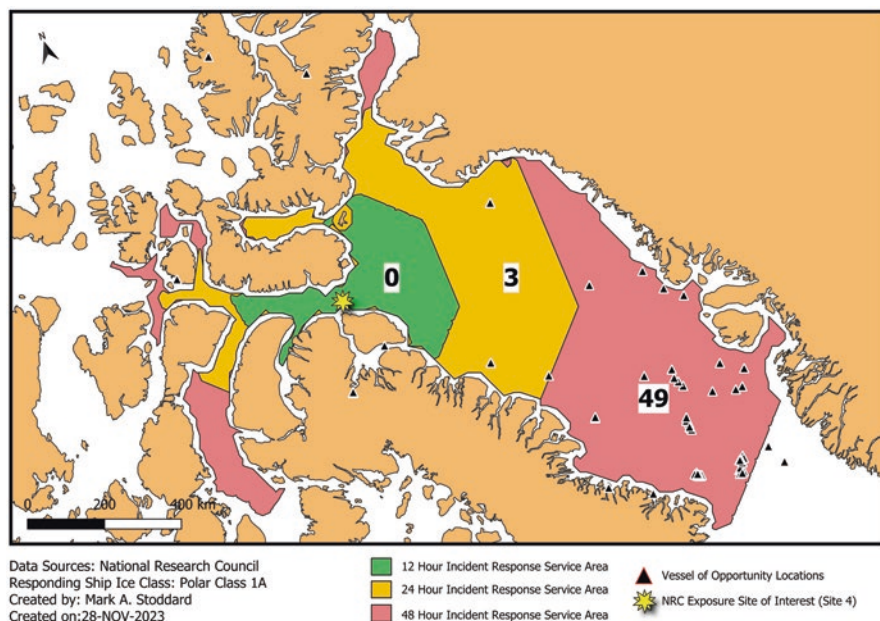 N
0
3
49
0 200 400 km
Data Sources: National Research Council
Responding Ship Ice Class: Polar Class 1A
Created by: Mark A. Stoddard
Created on:28-NOV-2023
12 Hour Incident Response Service Area
24 Hour Incident Response Service Area
48 Hour Incident Response Service Area
Vessel of Opportunity Locations
NRC Exposure Site of Interest (Site 4)